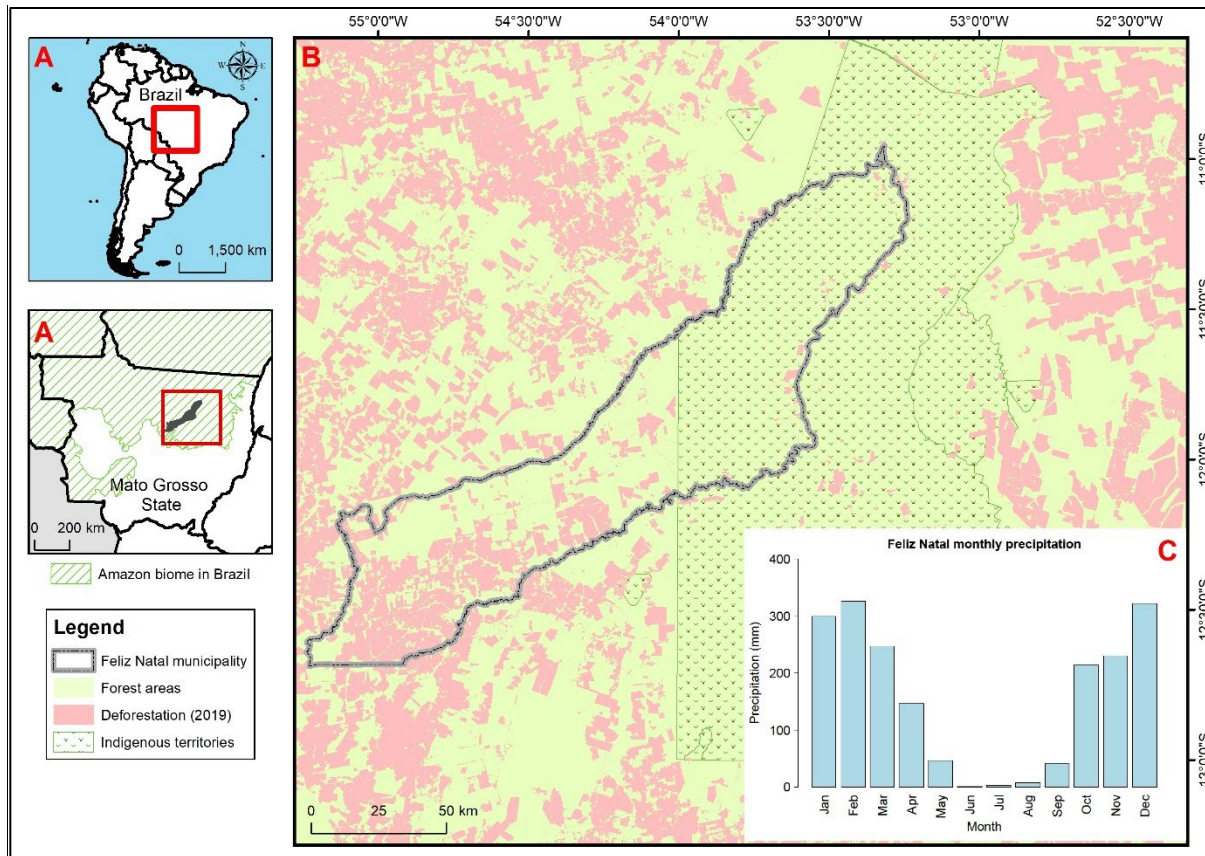 A
N
W
E
S
Brazil
0 1,500 km
A
Mato Grosso
State
0 200 km
Amazon biome in Brazil
Legend
Feliz Natal municipality
Forest areas
Deforestation (2019)
Indigenous territories
55°0'0"W 54°30'0"W 54°0'0"W 53°30'0"W 53°0'0"W 52°30'0"W
B
11°0'0"S
11°30'0"S
12°0'0"S
12°30'0"S
13°0'0"S
0 25 50 km
Feliz Natal monthly precipitation
C
Precipitation (mm)
400
300
200
100
0
Jan Feb Mar Apr May Jun Jul Aug Sep Oct Nov Dec
Month